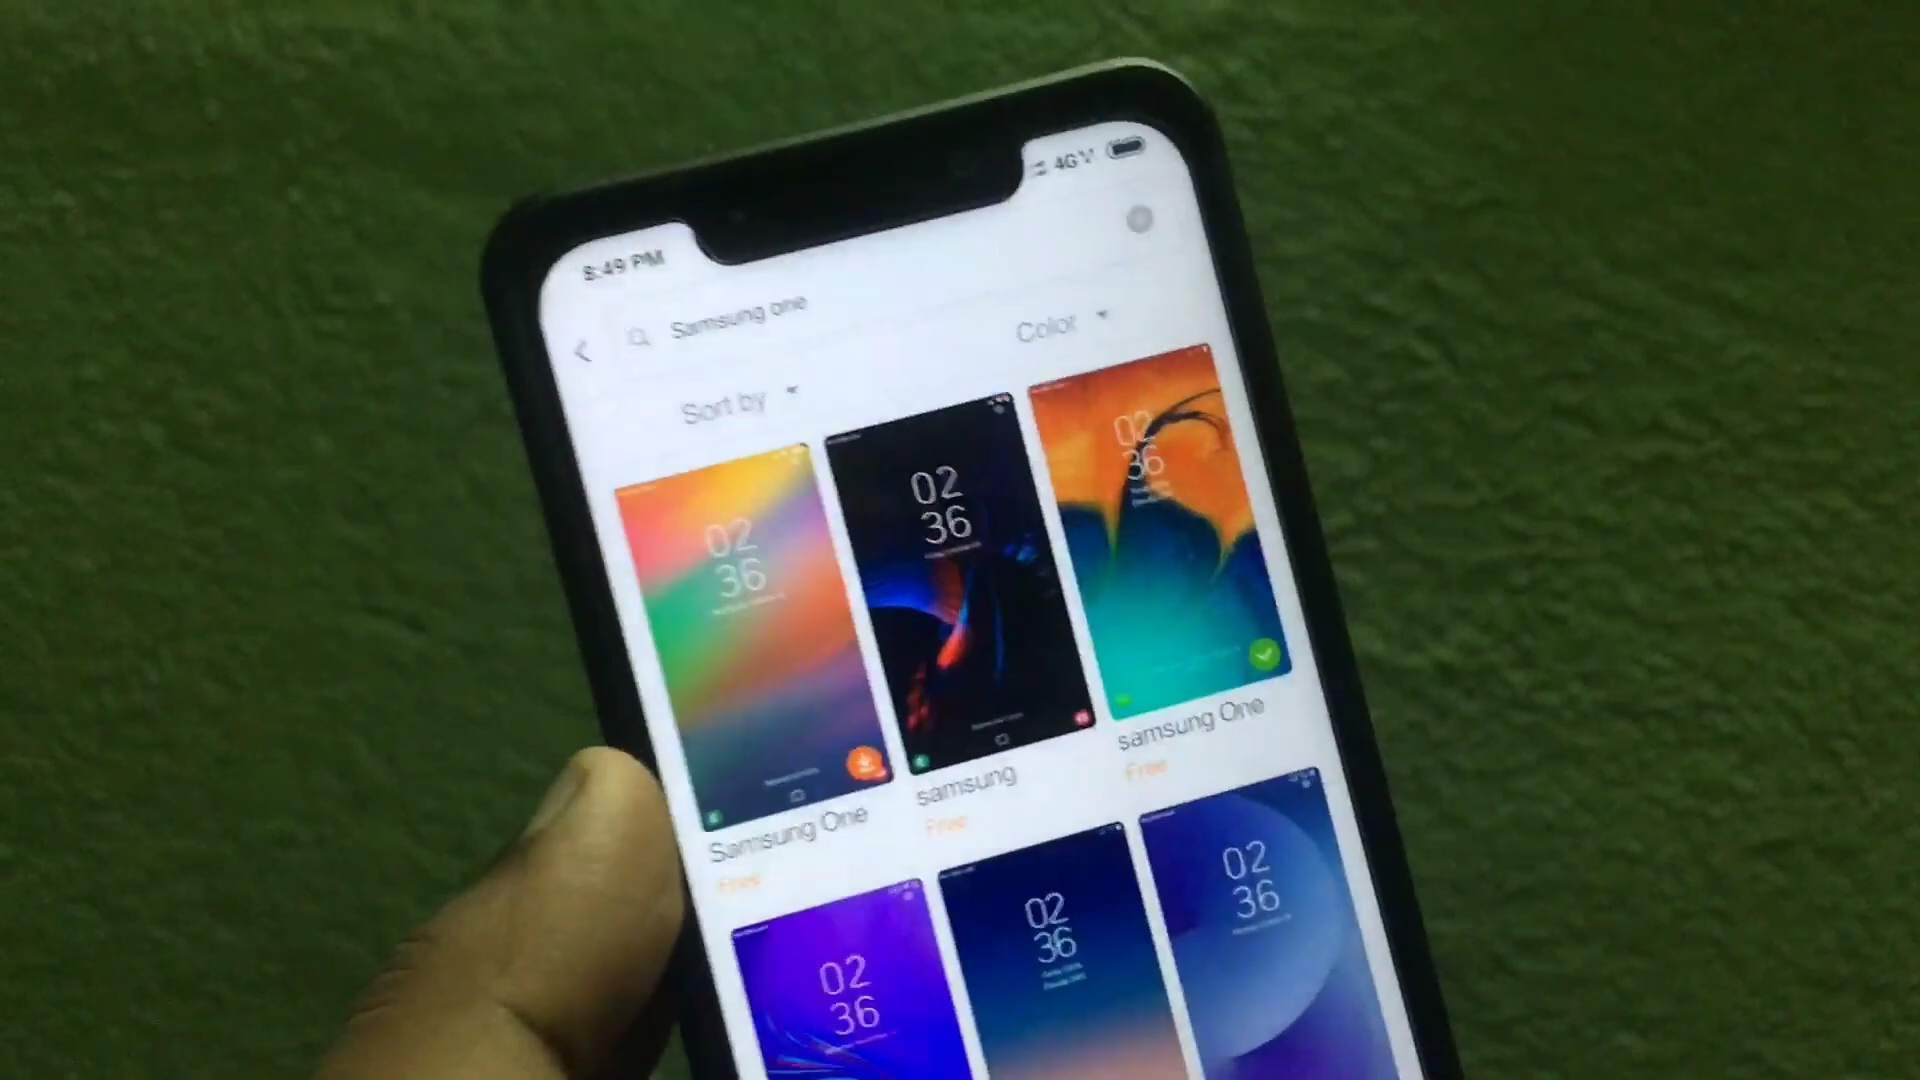 8:49 PM
4G
Samsung one
Sort by
Color
02
36
02
36
02
36
Samsung One
Free
samsung
Free
samsung One
Free
02
36
02
36
02
36